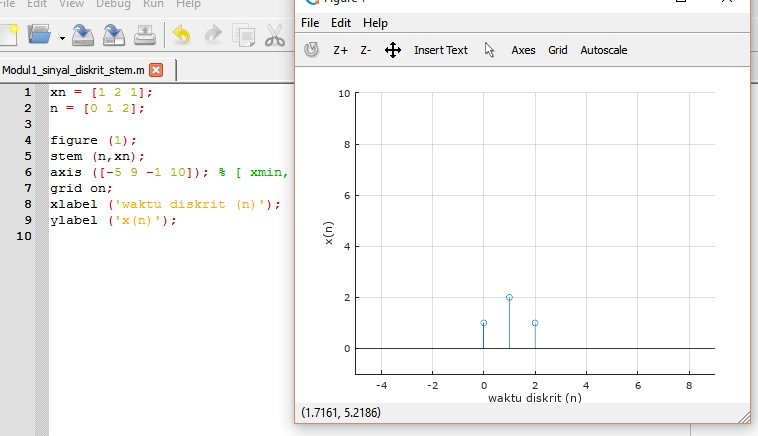 File Edit View Debug Run Help
Modul1_sinyal_diskrit_stem.m
1 xn = [1 2 1];
2 n = [0 1 2];
3
4 figure (1);
5 stem (n,xn);
6 axis ([-5 9 -1 10]); % [ xmin,
7 grid on;
8 xlabel ('waktu diskrit (n)');
9 ylabel ('x(n)');
10
Figure 1
File Edit Help
Z+ Z- Insert Text Axes Grid Autoscale
10
8
6
4
2
0
x(n)
-4 -2 0 2 4 6 8
waktu diskrit (n)
(1.7161, 5.2186)